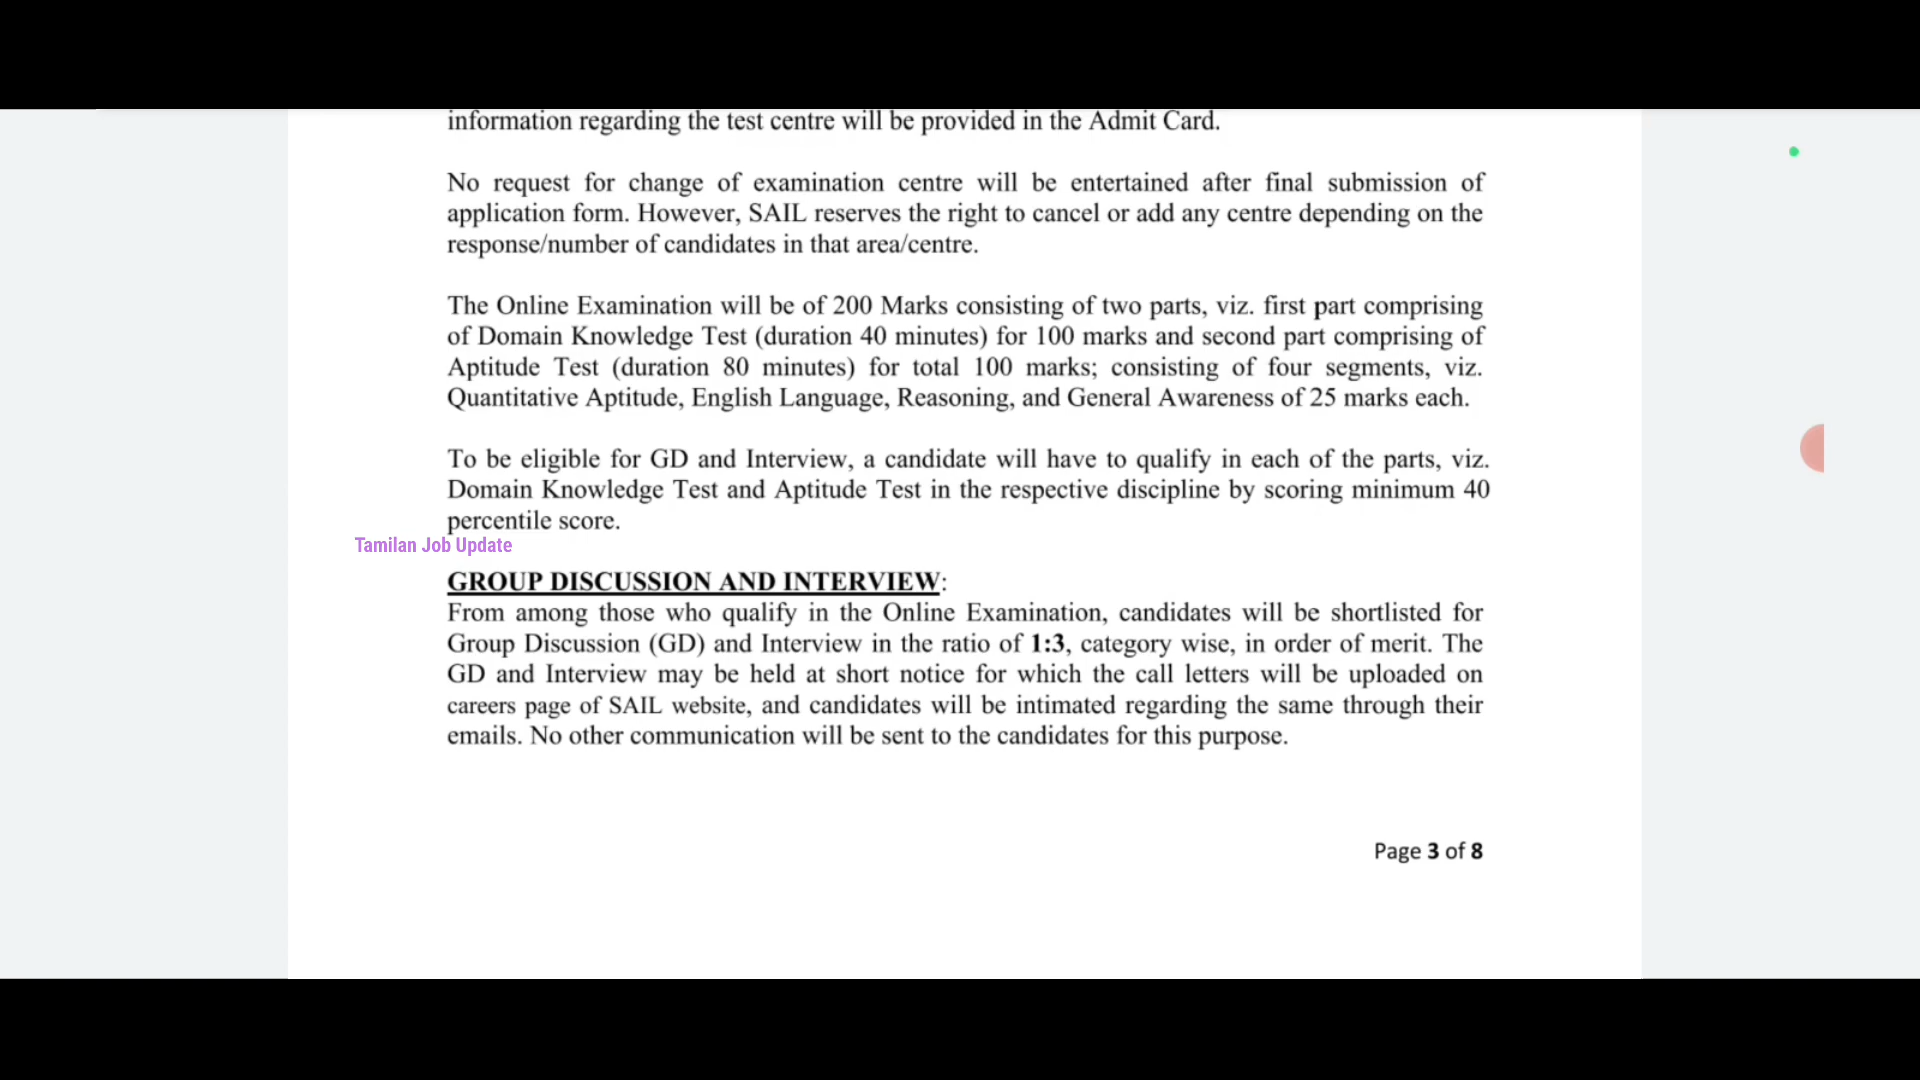 information regarding the test centre will be provided in the Admit Card.
No request for change of examination centre will be entertained after final submission of
application form. However, SAIL reserves the right to cancel or add any centre depending on the
response/number of candidates in that area/centre.
The Online Examination will be of 200 Marks consisting of two parts, viz. first part comprising
of Domain Knowledge Test (duration 40 minutes) for 100 marks and second part comprising of
Aptitude Test (duration 80 minutes) for total 100 marks; consisting of four segments, viz.
Quantitative Aptitude, English Language, Reasoning, and General Awareness of 25 marks each.
To be eligible for GD and Interview, a candidate will have to qualify in each of the parts, viz.
Domain Knowledge Test and Aptitude Test in the respective discipline by scoring minimum 40
percentile score.
Tamilan Job Update
GROUP DISCUSSION AND INTERVIEW:
From among those who qualify in the Online Examination, candidates will be shortlisted for
Group Discussion (GD) and Interview in the ratio of 1:3, category wise, in order of merit. The
GD and Interview may be held at short notice for which the call letters will be uploaded on
careers page of SAIL website, and candidates will be intimated regarding the same through their
emails. No other communication will be sent to the candidates for this purpose.
Page 3 of 8